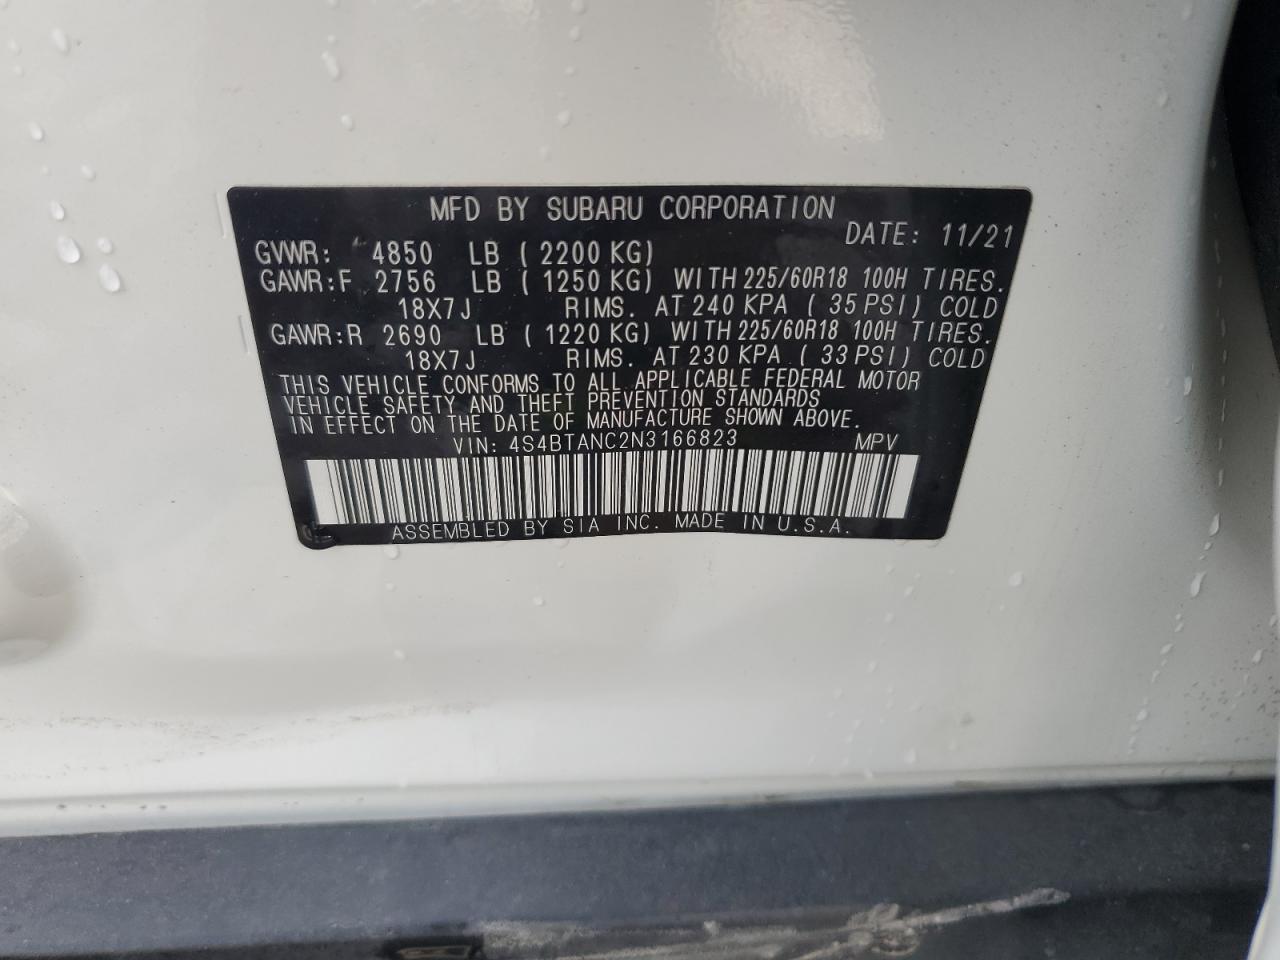 MFD BY SUBARU CORPORATION
DATE: 11/21
GVWR: 4850 LB ( 2200 KG)
GAWR:F 2756 LB ( 1250 KG) WITH 225/60R18 100H TIRES.
18X7J RIMS. AT 240 KPA ( 35 PSI) COLD
GAWR:R 2690 LB ( 1220 KG) WITH 225/60R18 100H TIRES.
18X7J RIMS. AT 230 KPA ( 33 PSI) COLD
THIS VEHICLE CONFORMS TO ALL APPLICABLE FEDERAL MOTOR
VEHICLE SAFETY AND THEFT PREVENTION STANDARDS
IN EFFECT ON THE DATE OF MANUFACTURE SHOWN ABOVE.
VIN: 4S4BTANC2N3166823 MPV
ASSEMBLED BY SIA INC. MADE IN U.S.A.